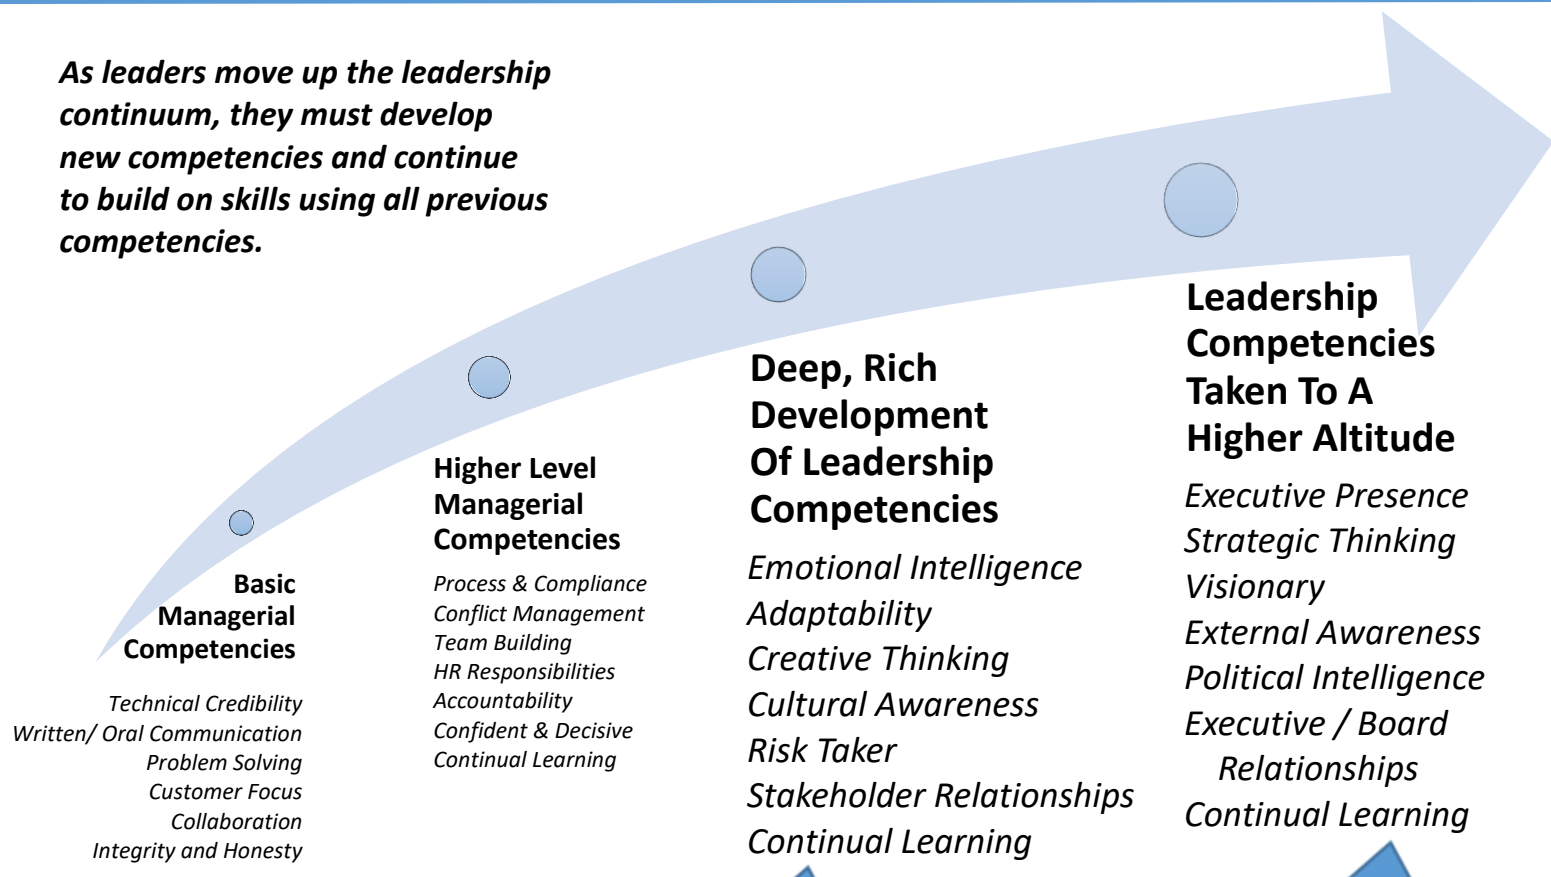 As leaders move up the leadership
continuum, they must develop
new competencies and continue
to build on skills using all previous
competencies.
Basic
Managerial
Competencies
Technical Credibility
Written/ Oral Communication
Problem Solving
Customer Focus
Collaboration
Integrity and Honesty
Higher Level
Managerial
Competencies
Process & Compliance
Conflict Management
Team Building
HR Responsibilities
Accountability
Confident & Decisive
Continual Learning
Deep, Rich
Development
Of Leadership
Competencies
Emotional Intelligence
Adaptability
Creative Thinking
Cultural Awareness
Risk Taker
Stakeholder Relationships
Continual Learning
Leadership
Competencies
Taken To A
Higher Altitude
Executive Presence
Strategic Thinking
Visionary
External Awareness
Political Intelligence
Executive / Board
Relationships
Continual Learning